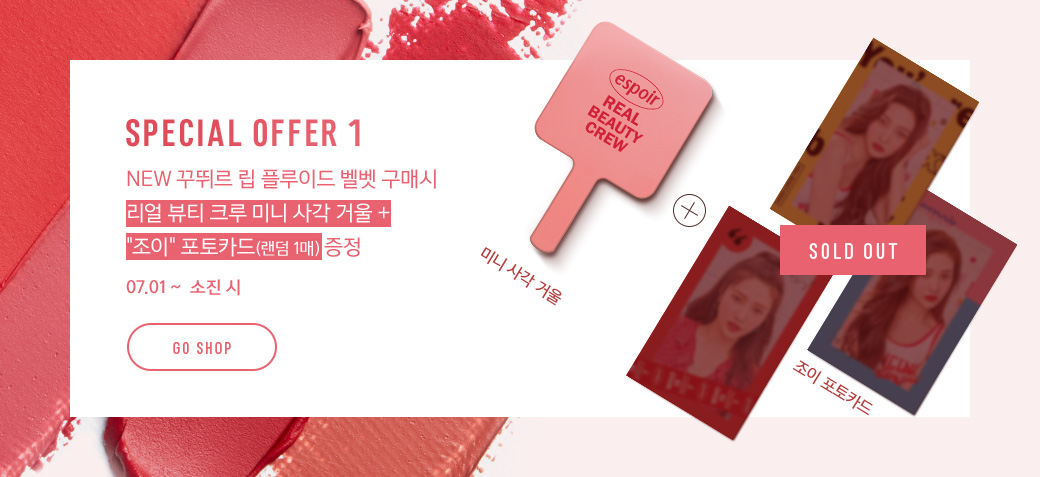 SPECIAL OFFER 1
NEW 꾸뛰르 립 플루이드 벨벳 구매시
리얼 뷰티 크루 미니 사각 거울 +
"조이" 포토카드(랜덤 1매) 증정
07.01 ~ 소진 시
GO SHOP
espoir
REAL
BEAUTY
CREW
미니 사각 거울
SOLD OUT
조이 포토카드